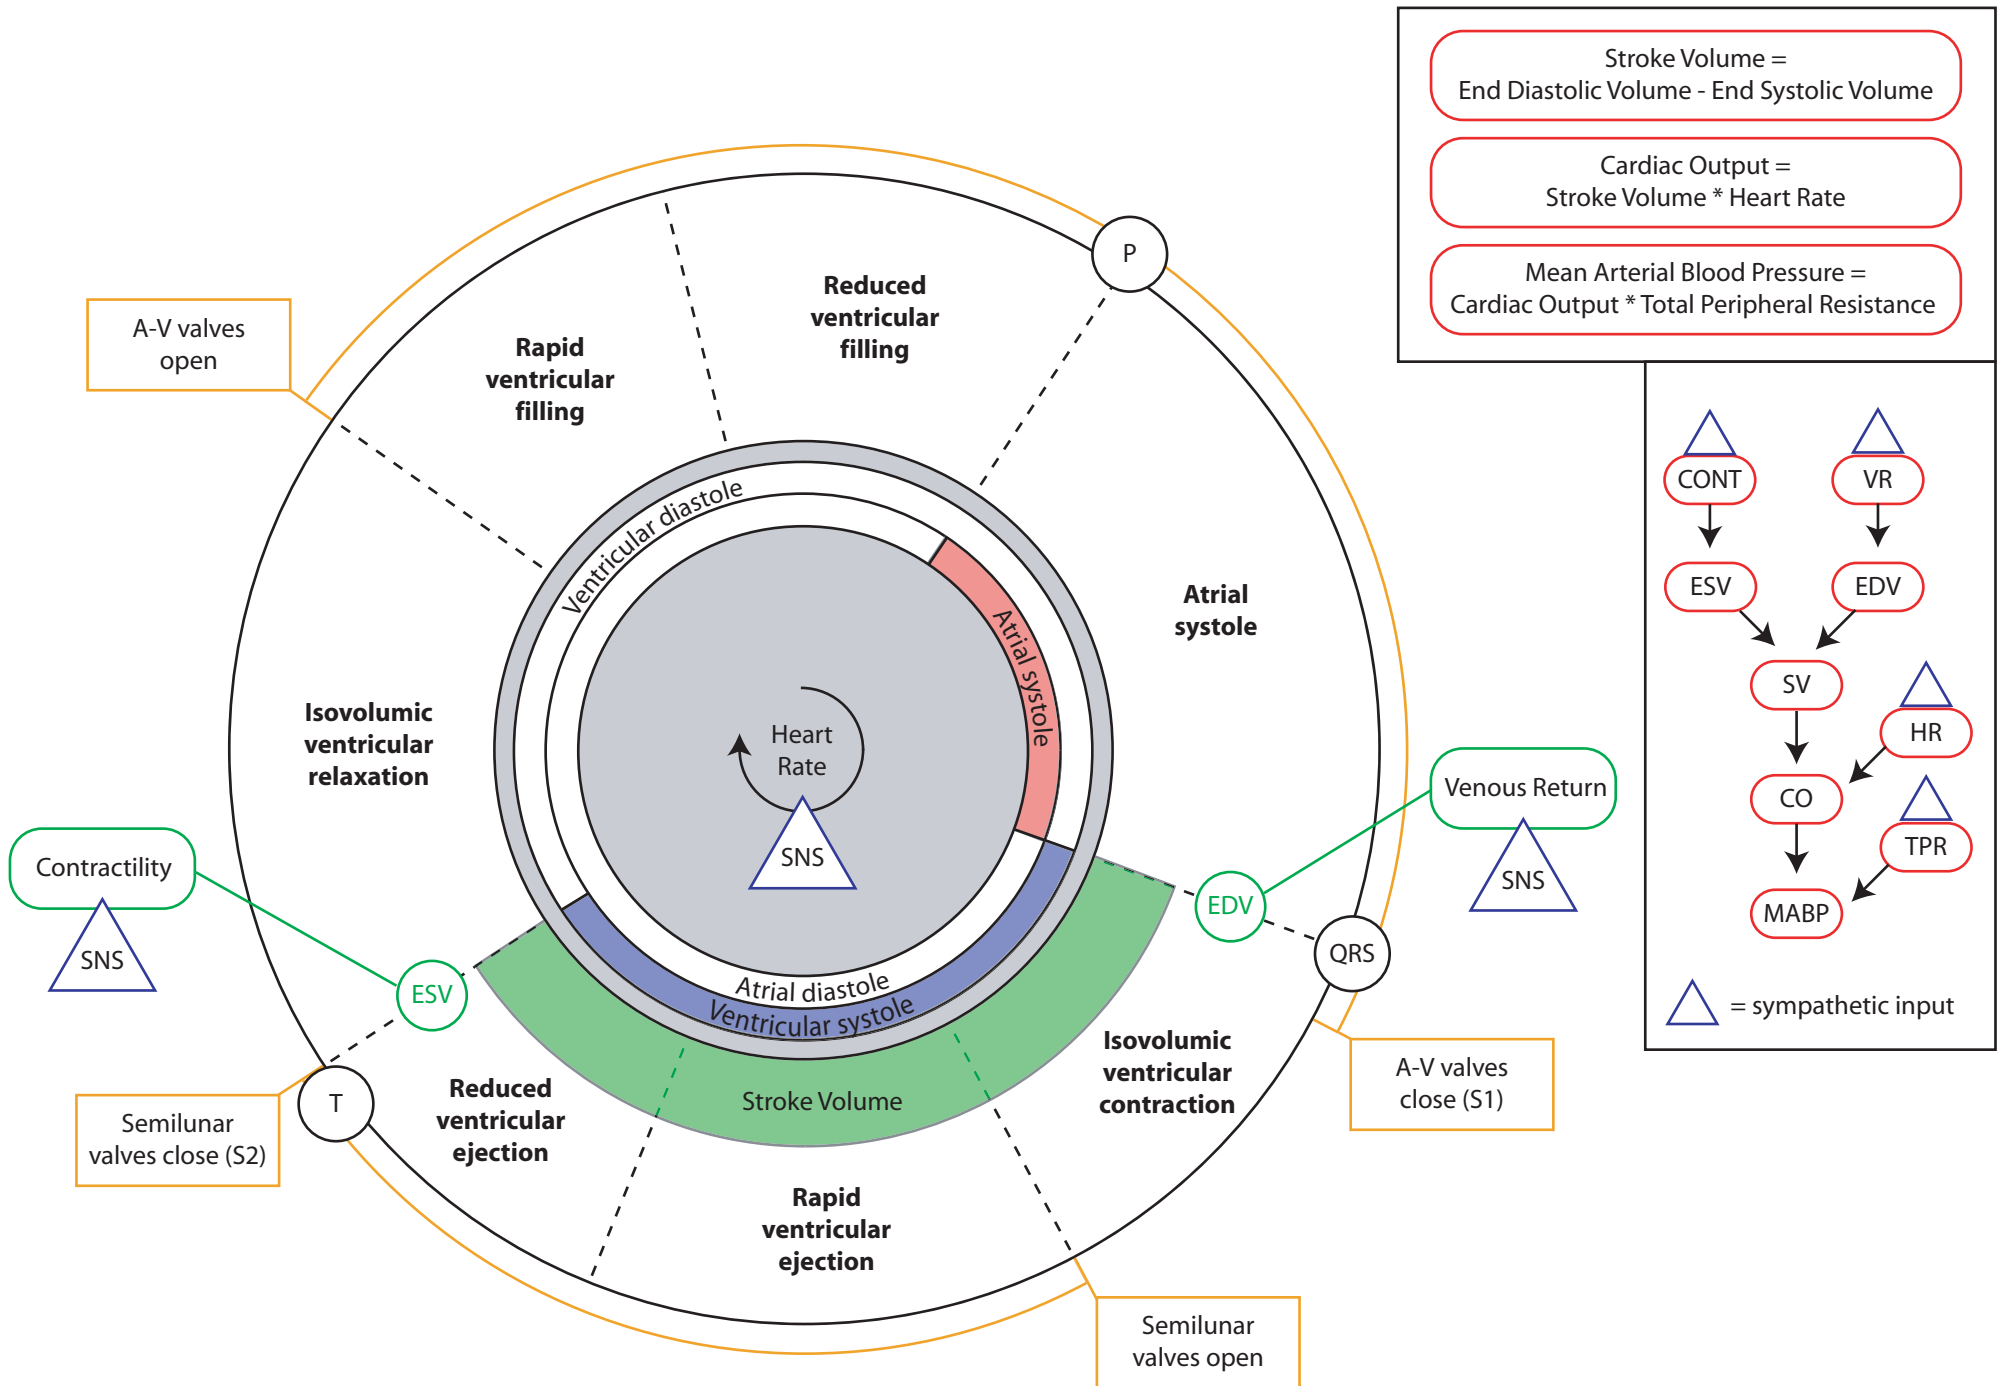 Stroke Volume =
End Diastolic Volume - End Systolic Volume
Cardiac Output =
Stroke Volume * Heart Rate
Mean Arterial Blood Pressure =
Cardiac Output * Total Peripheral Resistance
P
Reduced
ventricular
filling
A-V valves
open
Rapid
ventricular
filling
Ventricular diastole
Atrial systole
Atrial
systole
Isovolumic
ventricular
relaxation
Heart
Rate
SNS
Venous Return
SNS
Contractility
SNS
EDV
ESV
QRS
Atrial diastole
Ventricular systole
Isovolumic
ventricular
contraction
A-V valves
close (S1)
T
Reduced
ventricular
ejection
Stroke Volume
Semilunar
valves close (S2)
Rapid
ventricular
ejection
Semilunar
valves open
CONT
VR
ESV
EDV
SV
HR
CO
TPR
MABP
= sympathetic input